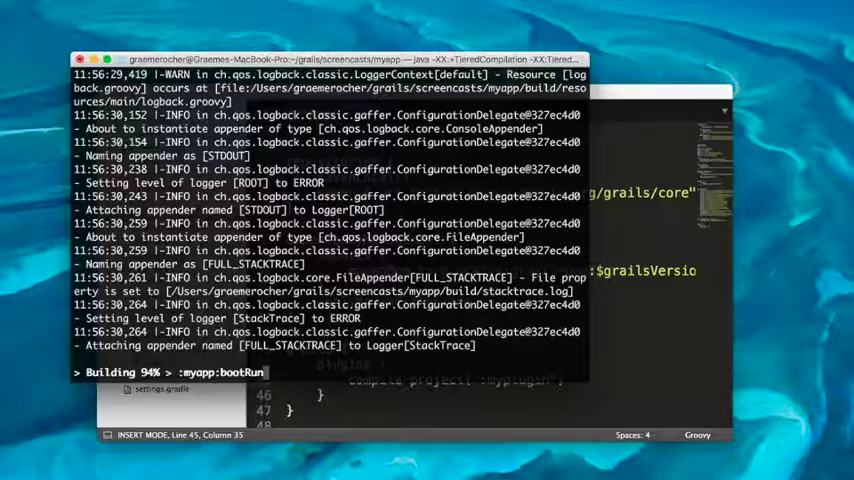 graemerocher@Graemes-MacBook-Pro:~/grails/screencasts/myapp — java -XX:+TieredCompilation -XX:Tiered...
11:56:29,419 |-WARN in ch.qos.logback.classic.LoggerContext[default] - Resource [log
back.groovy] occurs at [file:/Users/graemerocher/grails/screencasts/myapp/build/reso
urces/main/logback.groovy]
11:56:30,152 |-INFO in ch.qos.logback.classic.gaffer.ConfigurationDelegate@327ec4d0
- About to instantiate appender of type [ch.qos.logback.core.ConsoleAppender]
11:56:30,154 |-INFO in ch.qos.logback.classic.gaffer.ConfigurationDelegate@327ec4d0
- Naming appender as [STDOUT]
11:56:30,238 |-INFO in ch.qos.logback.classic.gaffer.ConfigurationDelegate@327ec4d0
- Setting level of logger [ROOT] to ERROR
11:56:30,243 |-INFO in ch.qos.logback.classic.gaffer.ConfigurationDelegate@327ec4d0
- Attaching appender named [STDOUT] to Logger[ROOT]
11:56:30,259 |-INFO in ch.qos.logback.classic.gaffer.ConfigurationDelegate@327ec4d0
- About to instantiate appender of type [ch.qos.logback.core.FileAppender]
11:56:30,259 |-INFO in ch.qos.logback.classic.gaffer.ConfigurationDelegate@327ec4d0
- Naming appender as [FULL_STACKTRACE]
11:56:30,261 |-INFO in ch.qos.logback.core.FileAppender[FULL_STACKTRACE] - File prop
erty is set to [/Users/graemerocher/grails/screencasts/myapp/build/stacktrace.log]
11:56:30,264 |-INFO in ch.qos.logback.classic.gaffer.ConfigurationDelegate@327ec4d0
- Setting level of logger [StackTrace] to ERROR
11:56:30,264 |-INFO in ch.qos.logback.classic.gaffer.ConfigurationDelegate@327ec4d0
- Attaching appender named [FULL_STACKTRACE] to Logger[StackTrace]
> Building 94% > :myapp:bootRun
rg/grails/core"
:$grailsVersio
plugins {
compile project(":myplugin")
settings.gradle
46 }
47 }
48
INSERT MODE, Line 45, Column 35
Spaces: 4
Groovy